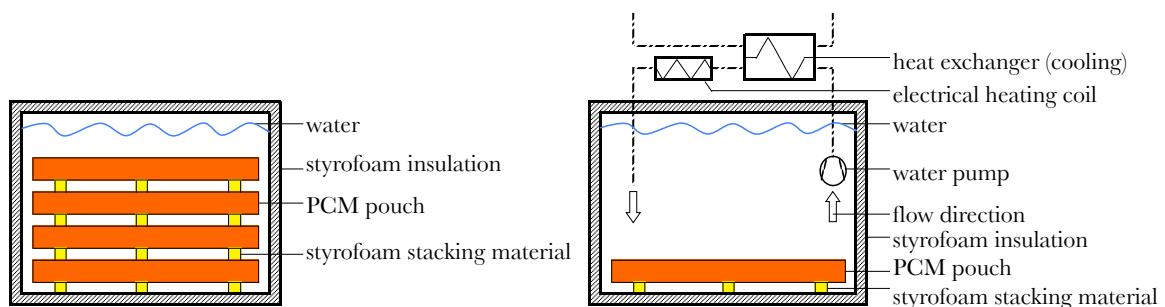 water
styrofoam insulation
PCM pouch
styrofoam stacking material
heat exchanger (cooling)
electrical heating coil
water
water pump
flow direction
styrofoam insulation
PCM pouch
styrofoam stacking material